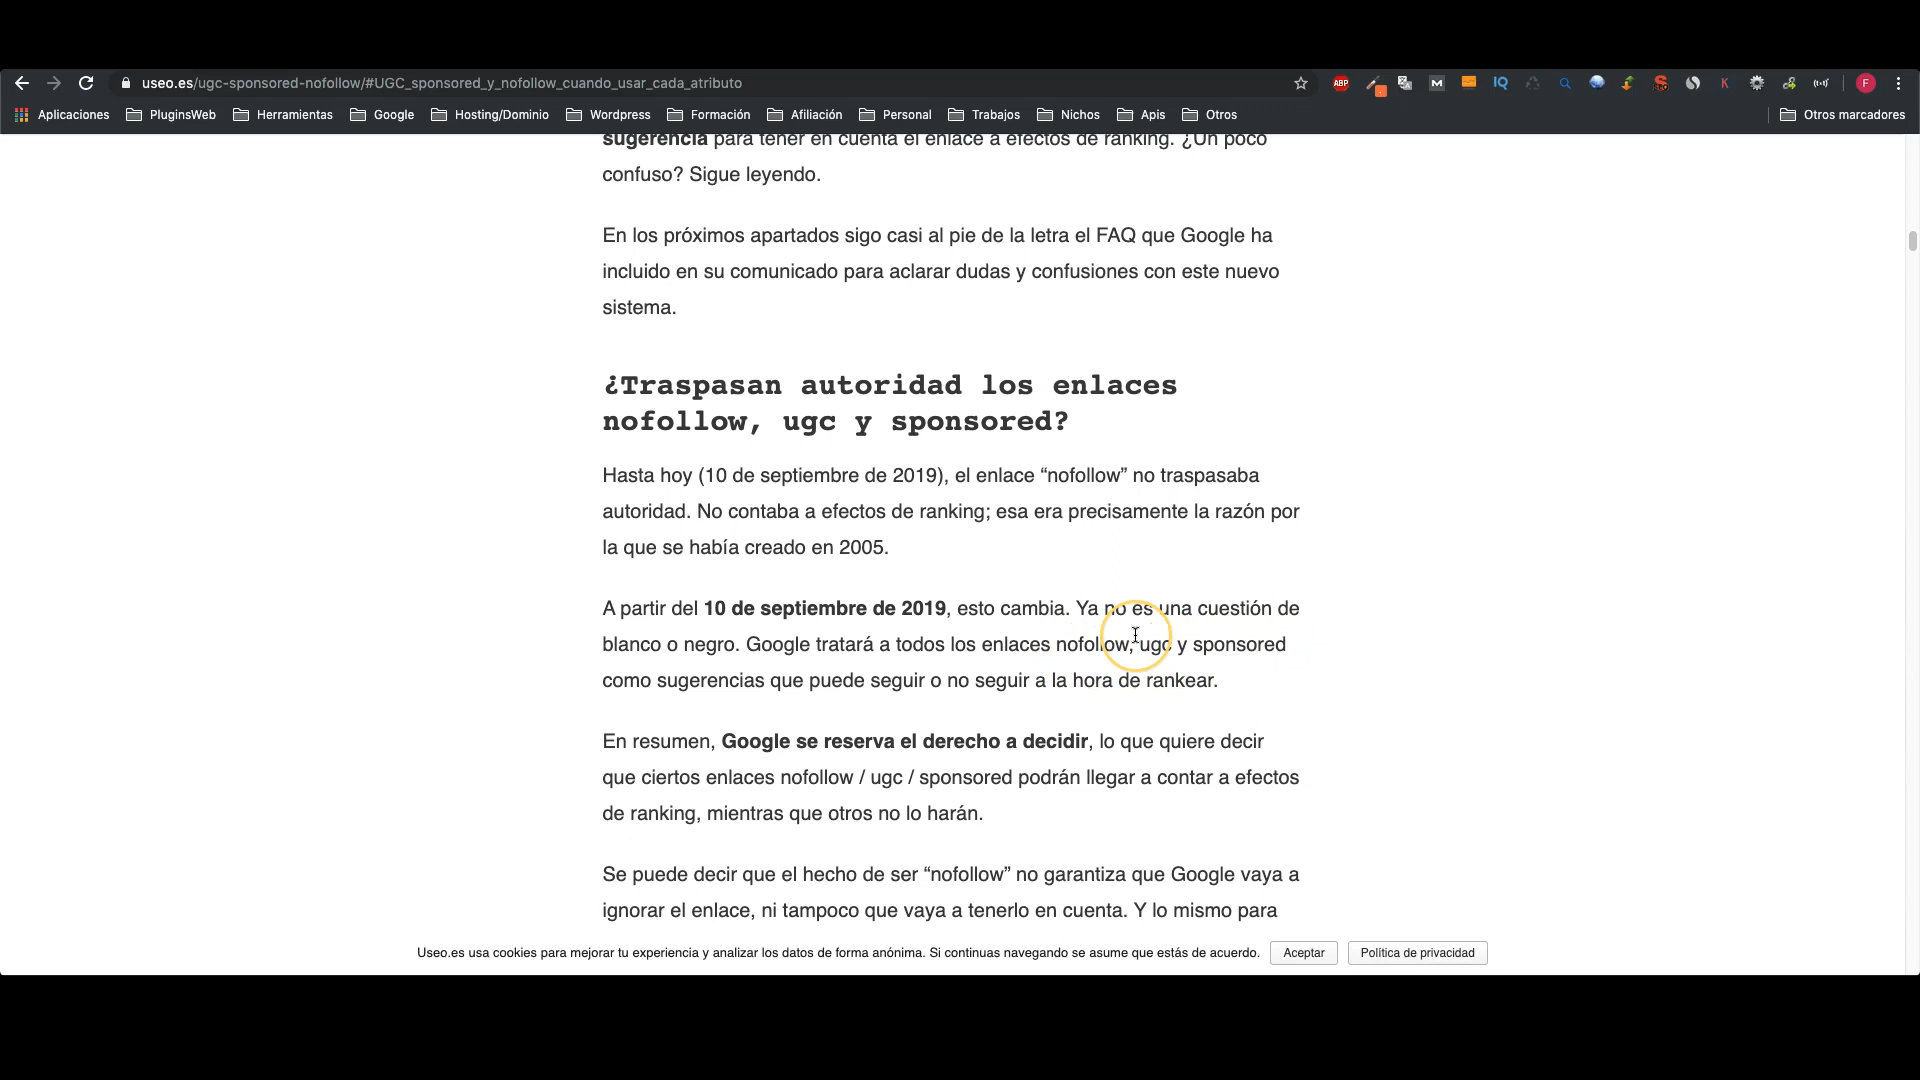 useo.es/ugc-sponsored-nofollow/#UGC_sponsored_y_nofollow_cuando_usar_cada_atributo
ABP
M
IQ
SEO
K
F
Aplicaciones PluginsWeb Herramientas Google Hosting/Dominio Wordpress Formación Afiliación Personal Trabajos Nichos Apis Otros Otros marcadores
sugerencia para tener en cuenta el enlace a efectos de ranking. ¿Un poco
confuso? Sigue leyendo.
En los próximos apartados sigo casi al pie de la letra el FAQ que Google ha
incluido en su comunicado para aclarar dudas y confusiones con este nuevo
sistema.
¿Traspasan autoridad los enlaces
nofollow, ugc y sponsored?
Hasta hoy (10 de septiembre de 2019), el enlace “nofollow” no traspasaba
autoridad. No contaba a efectos de ranking; esa era precisamente la razón por
la que se había creado en 2005.
A partir del 10 de septiembre de 2019, esto cambia. Ya no es una cuestión de
blanco o negro. Google tratará a todos los enlaces nofollow, ugc y sponsored
como sugerencias que puede seguir o no seguir a la hora de rankear.
En resumen, Google se reserva el derecho a decidir, lo que quiere decir
que ciertos enlaces nofollow / ugc / sponsored podrán llegar a contar a efectos
de ranking, mientras que otros no lo harán.
Se puede decir que el hecho de ser “nofollow” no garantiza que Google vaya a
ignorar el enlace, ni tampoco que vaya a tenerlo en cuenta. Y lo mismo para
Useo.es usa cookies para mejorar tu experiencia y analizar los datos de forma anónima. Si continuas navegando se asume que estás de acuerdo. Aceptar Política de privacidad